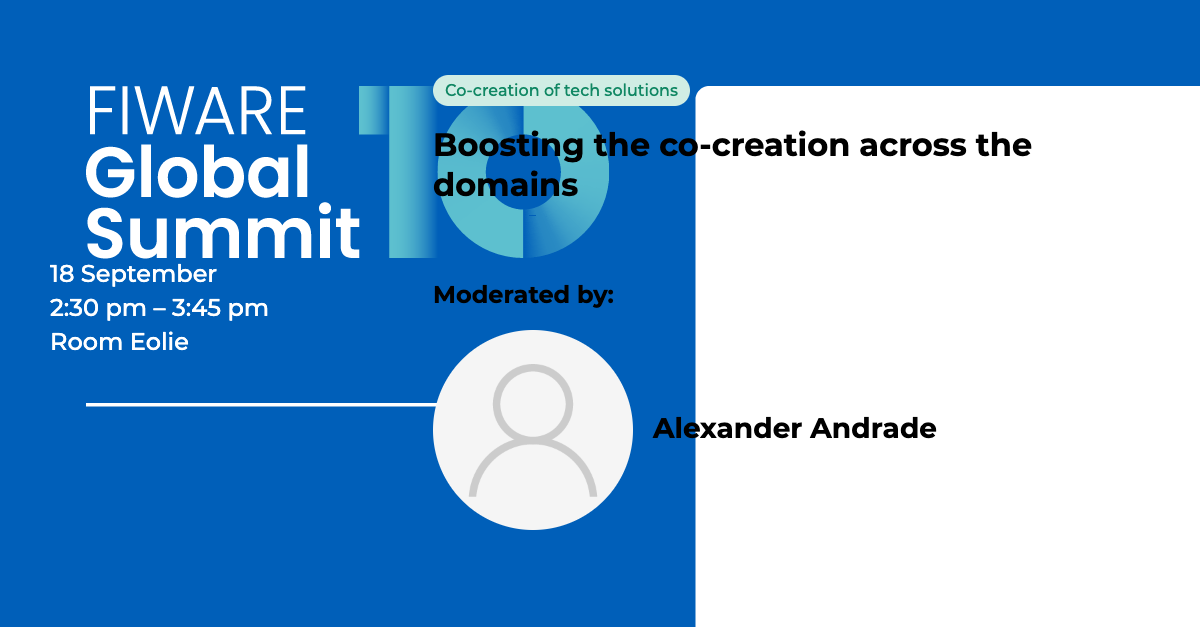 FIWARE
Global
Summit
10
18 September
2:30 pm – 3:45 pm
Room Eolie
Co-creation of tech solutions
Boosting the co-creation across the
domains
Moderated by:
Alexander Andrade